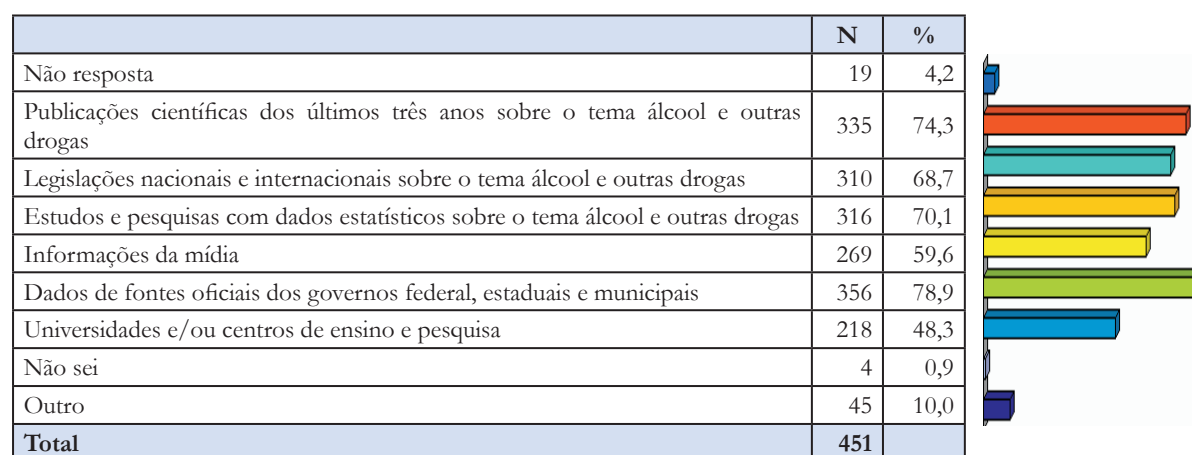 N %
Não resposta 19 4,2
Publicações científicas dos últimos três anos sobre o tema álcool e outras
drogas 335 74,3
Legislações nacionais e internacionais sobre o tema álcool e outras drogas 310 68,7
Estudos e pesquisas com dados estatísticos sobre o tema álcool e outras drogas 316 70,1
Informações da mídia 269 59,6
Dados de fontes oficiais dos governos federal, estaduais e municipais 356 78,9
Universidades e/ou centros de ensino e pesquisa 218 48,3
Não sei 4 0,9
Outro 45 10,0
Total 451